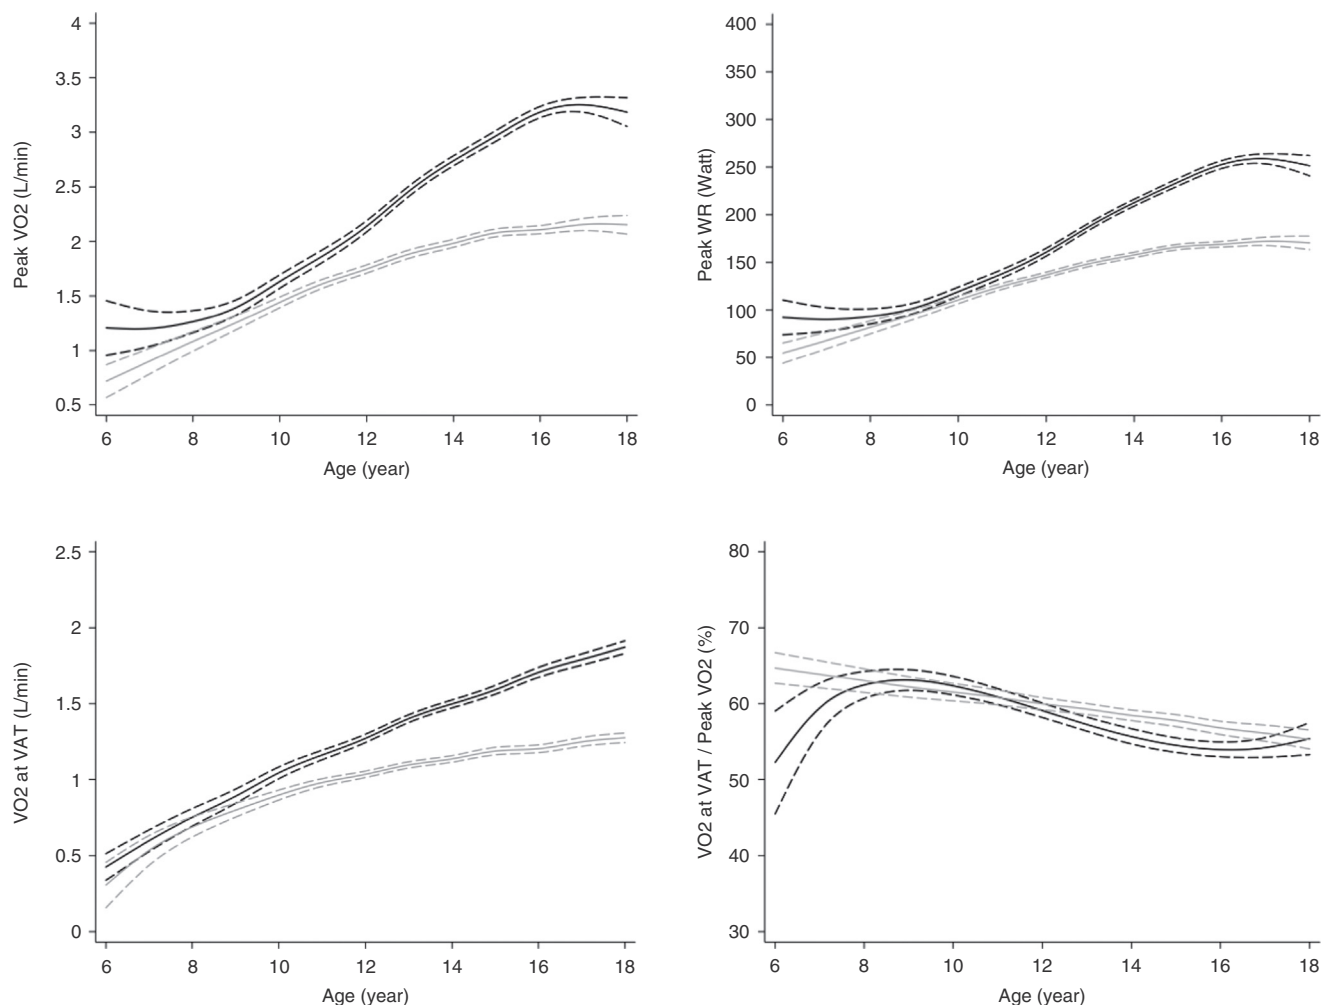 Peak VO2 (L/min)
4
3.5
3
2.5
2
1.5
1
0.5
6 8 10 12 14 16 18
Age (year)
Peak WR (Watt)
400
350
300
250
200
150
100
50
0
6 8 10 12 14 16 18
Age (year)
VO2 at VAT (L/min)
2.5
2
1.5
1
0.5
0
6 8 10 12 14 16 18
Age (year)
VO2 at VAT / Peak VO2 (%)
80
70
60
50
40
30
6 8 10 12 14 16 18
Age (year)